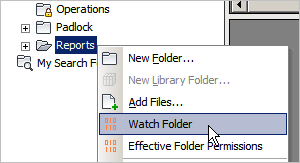 Operations
Padlock
Reports
My Search F
New Folder...
New Library Folder...
Add Files...
Watch Folder
Effective Folder Permissions